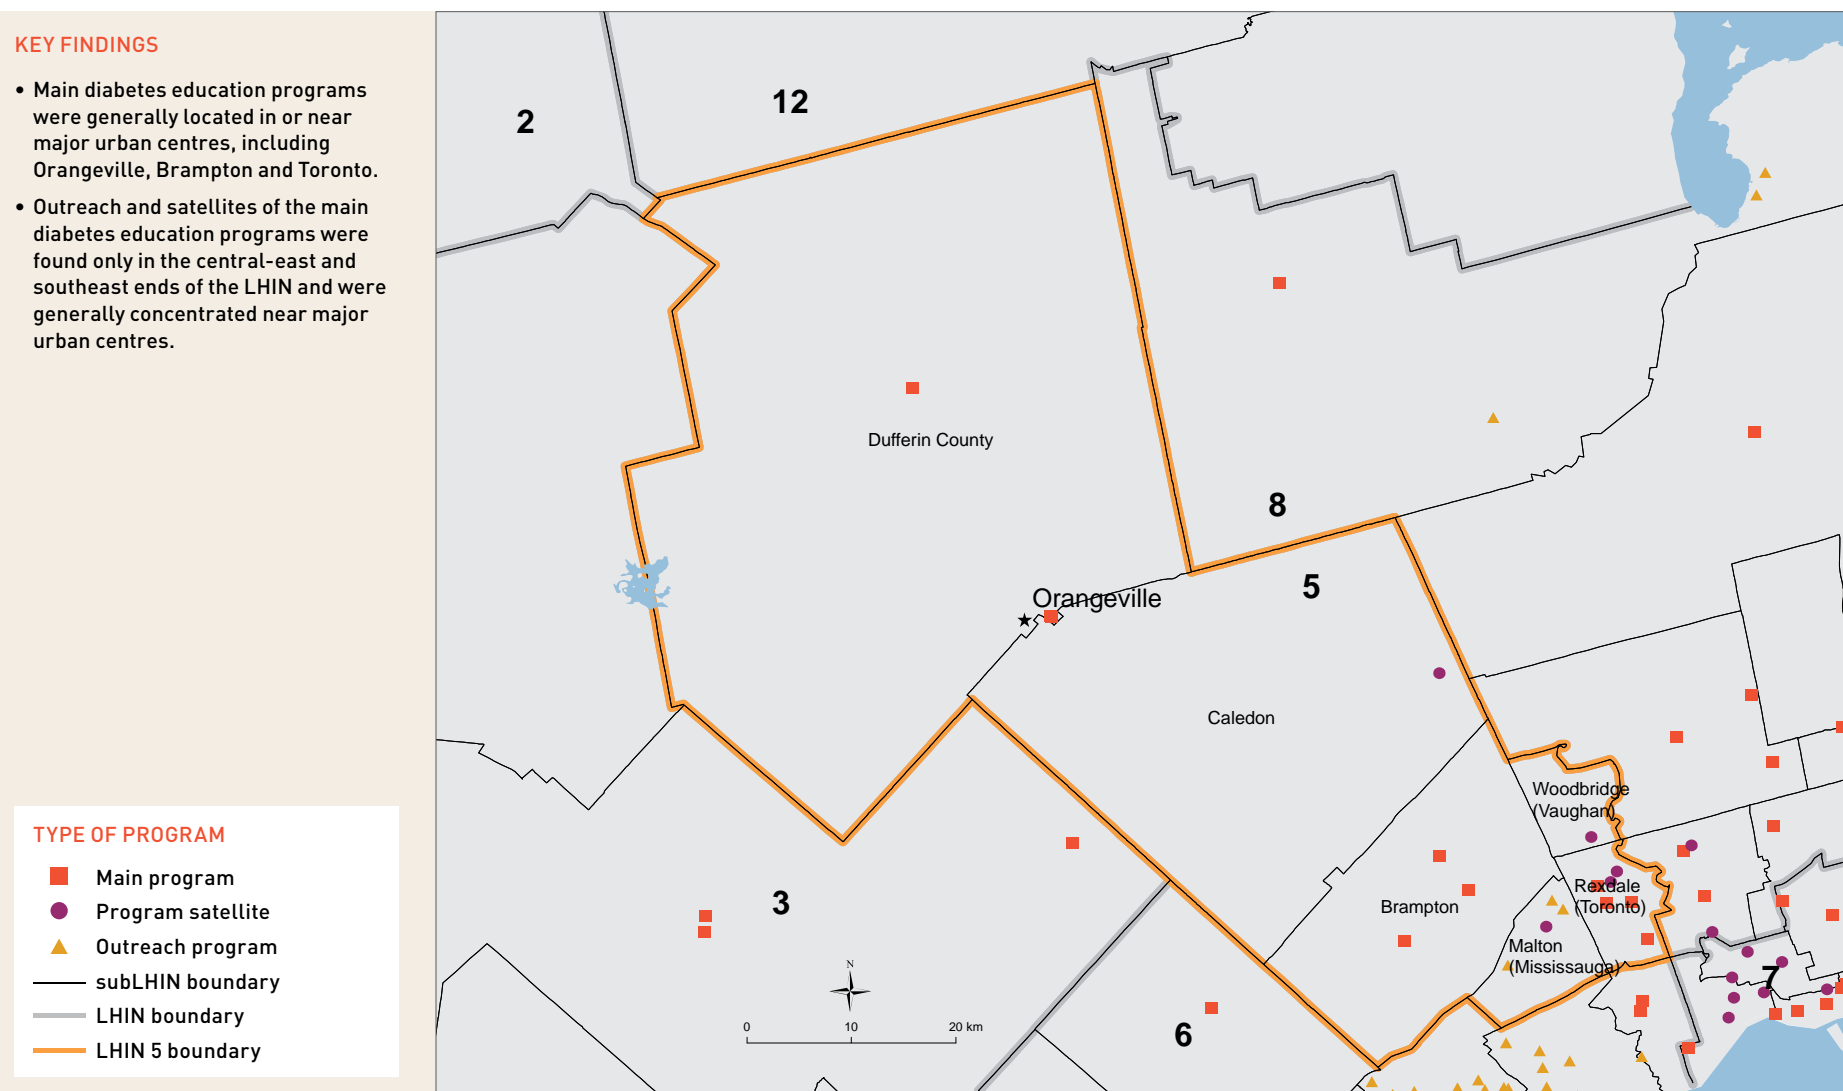 KEY FINDINGS
• Main diabetes education programs
were generally located in or near
major urban centres, including
Orangeville, Brampton and Toronto.
• Outreach and satellites of the main
diabetes education programs were
found only in the central-east and
southeast ends of the LHIN and were
generally concentrated near major
urban centres.
TYPE OF PROGRAM
Main program
Program satellite
Outreach program
subLHIN boundary
LHIN boundary
LHIN 5 boundary
2
12
Dufferin County
8
5
Orangeville
Caledon
Woodbridge
(Vaughan)
Rexdale
(Toronto)
Brampton
Malton
(Mississauga)
3
7
6
N
0 10 20 km